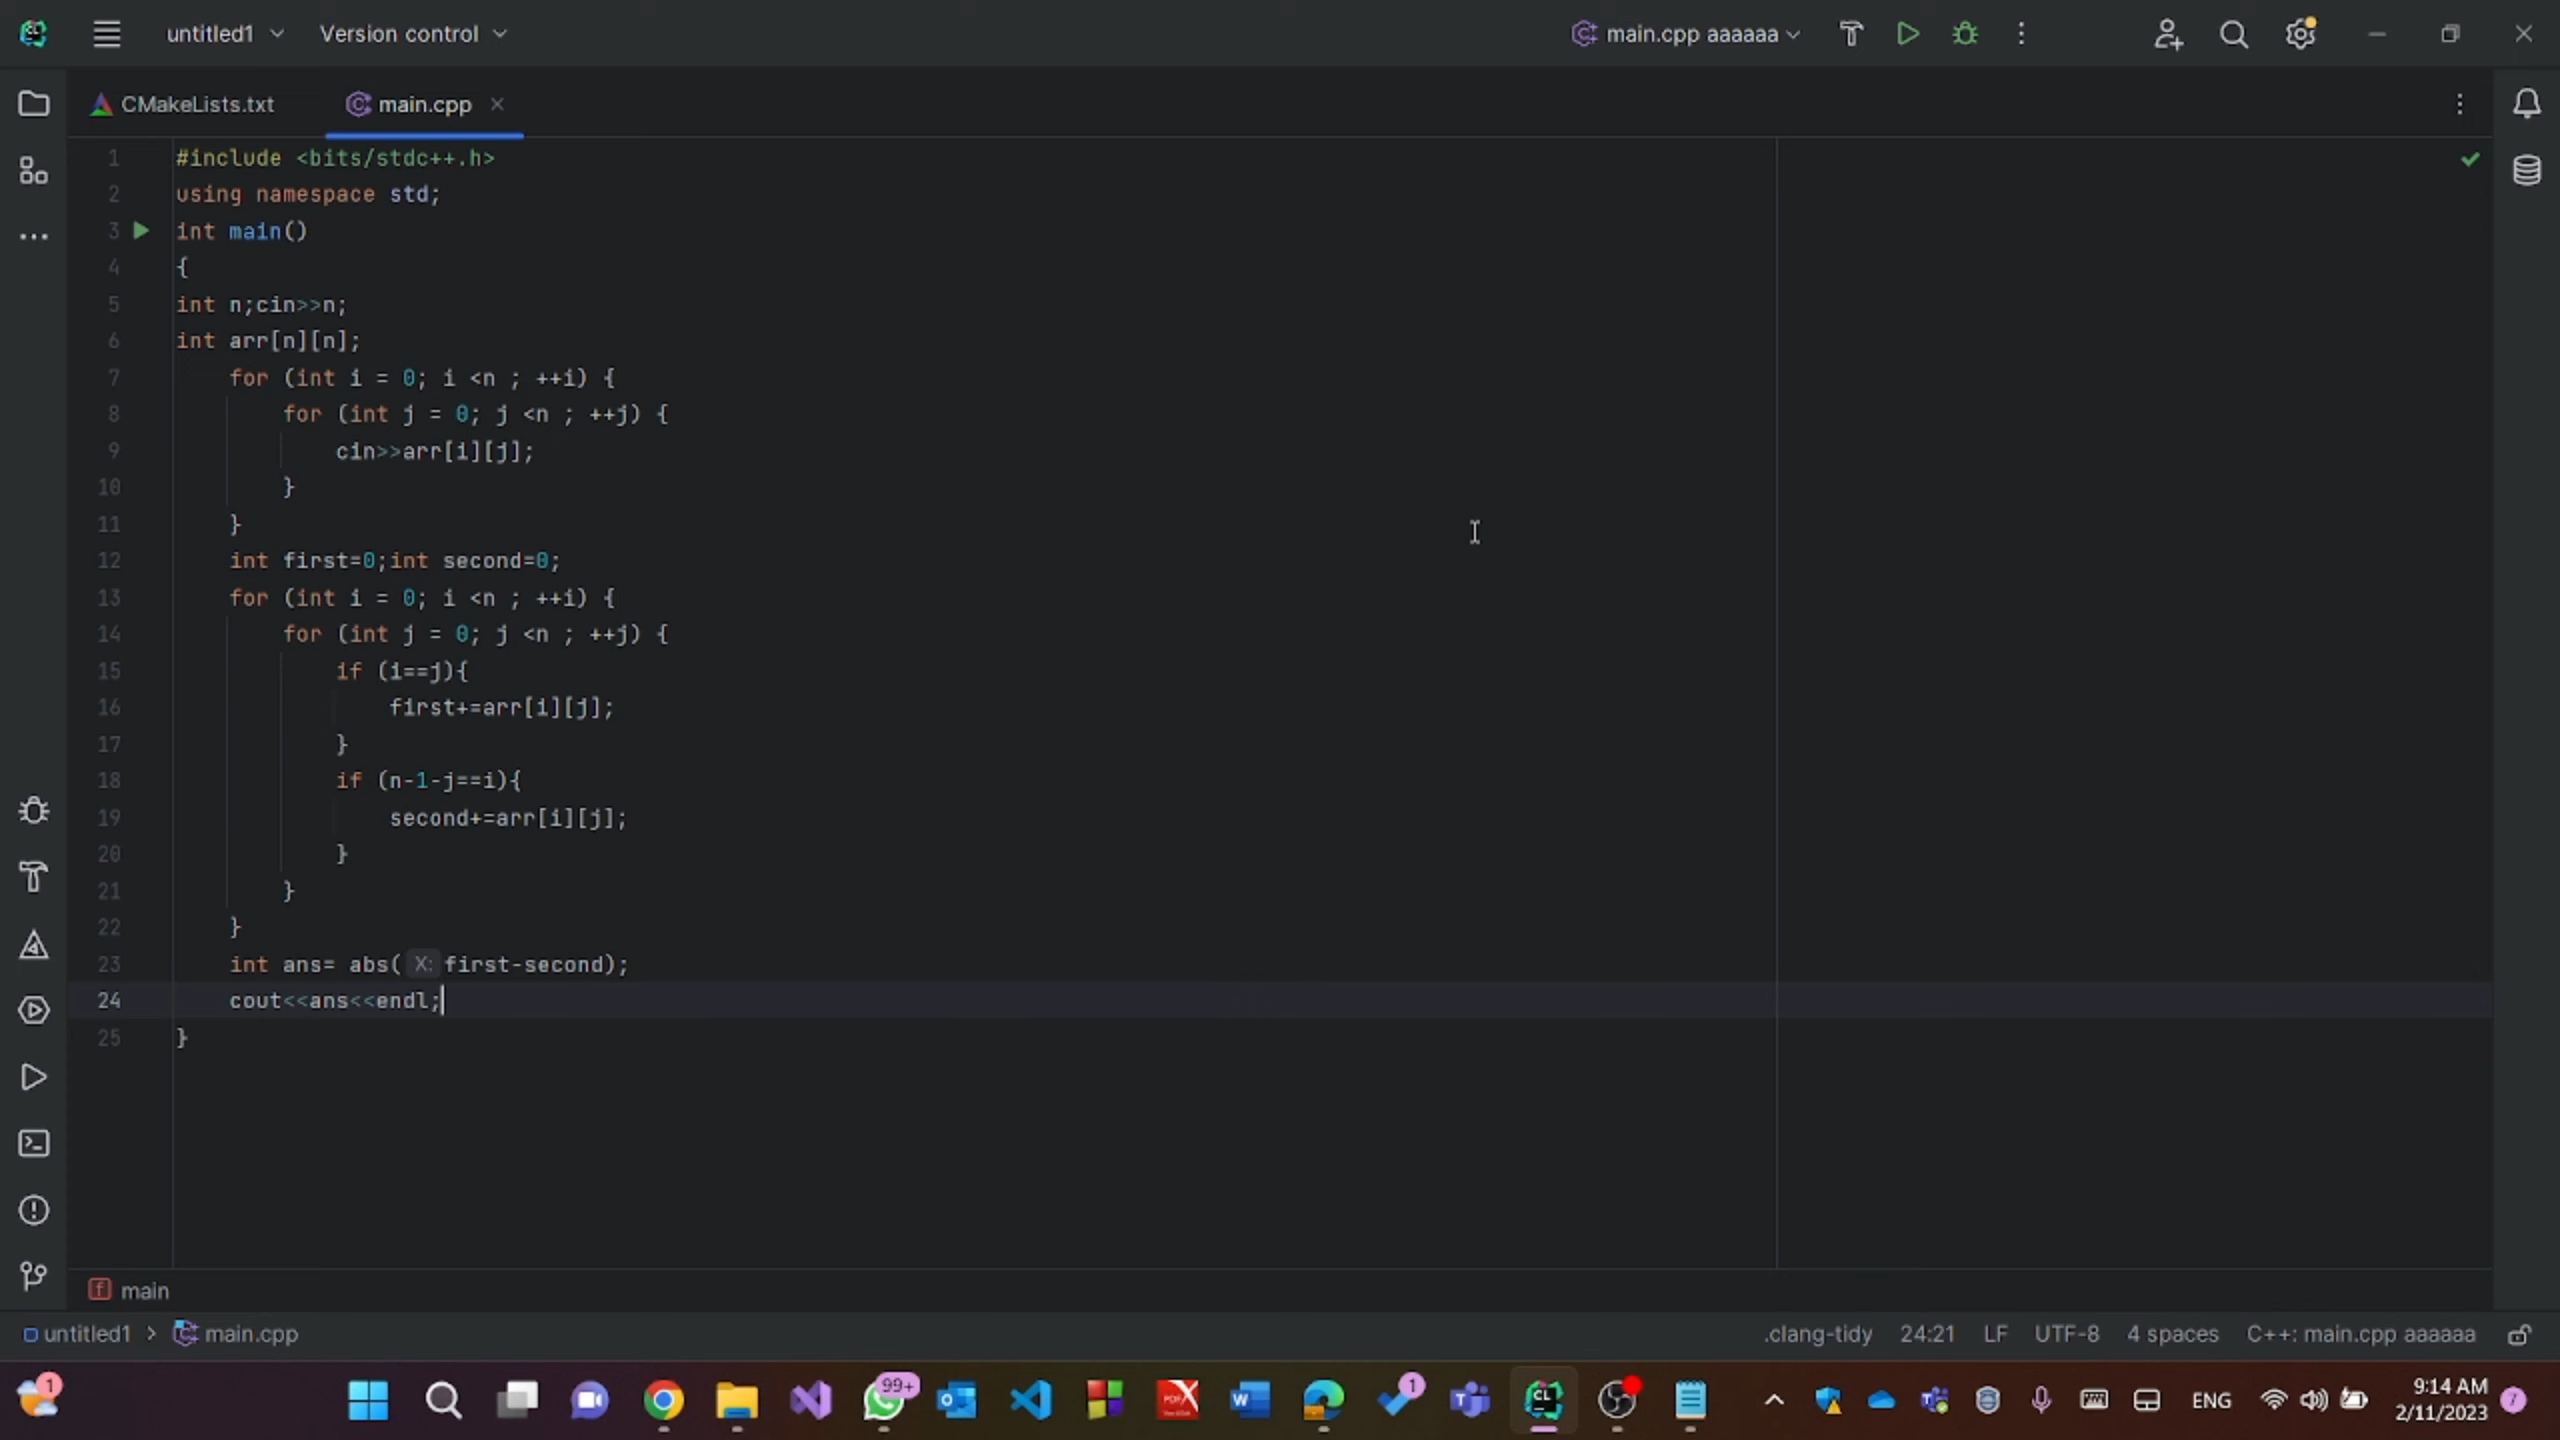 untitled1 Version control main.cpp aaaaaa
CMakeLists.txt main.cpp
1 #include <bits/stdc++.h>
2 using namespace std;
3 int main()
4 {
5 int n;cin>>n;
6 int arr[n][n];
7     for (int i = 0; i <n ; ++i) {
8         for (int j = 0; j <n ; ++j) {
9             cin>>arr[i][j];
10         }
11     }
12     int first=0;int second=0;
13     for (int i = 0; i <n ; ++i) {
14         for (int j = 0; j <n ; ++j) {
15             if (i==j){
16                 first+=arr[i][j];
17             }
18             if (n-1-j==i){
19                 second+=arr[i][j];
20             }
21         }
22     }
23     int ans= abs( X: first-second);
24     cout<<ans<<endl;
25 }
f main
untitled1 > main.cpp .clang-tidy 24:21 LF UTF-8 4 spaces C++: main.cpp aaaaaa
1 99+ 1 ENG 9:14 AM 7
2/11/2023